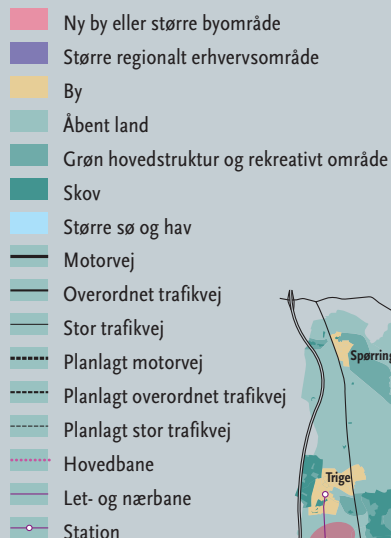 Ny by eller større byområde
Større regionalt erhvervsområde
By
Åbent land
Grøn hovedstruktur og rekreativt område
Skov
Større sø og hav
Motorvej
Overordnet trafikvej
Stor trafikvej
Planlagt motorvej
Planlagt overordnet trafikvej
Planlagt stor trafikvej
Hovedbane
Let- og nærbane
Station
Spørring
Trige